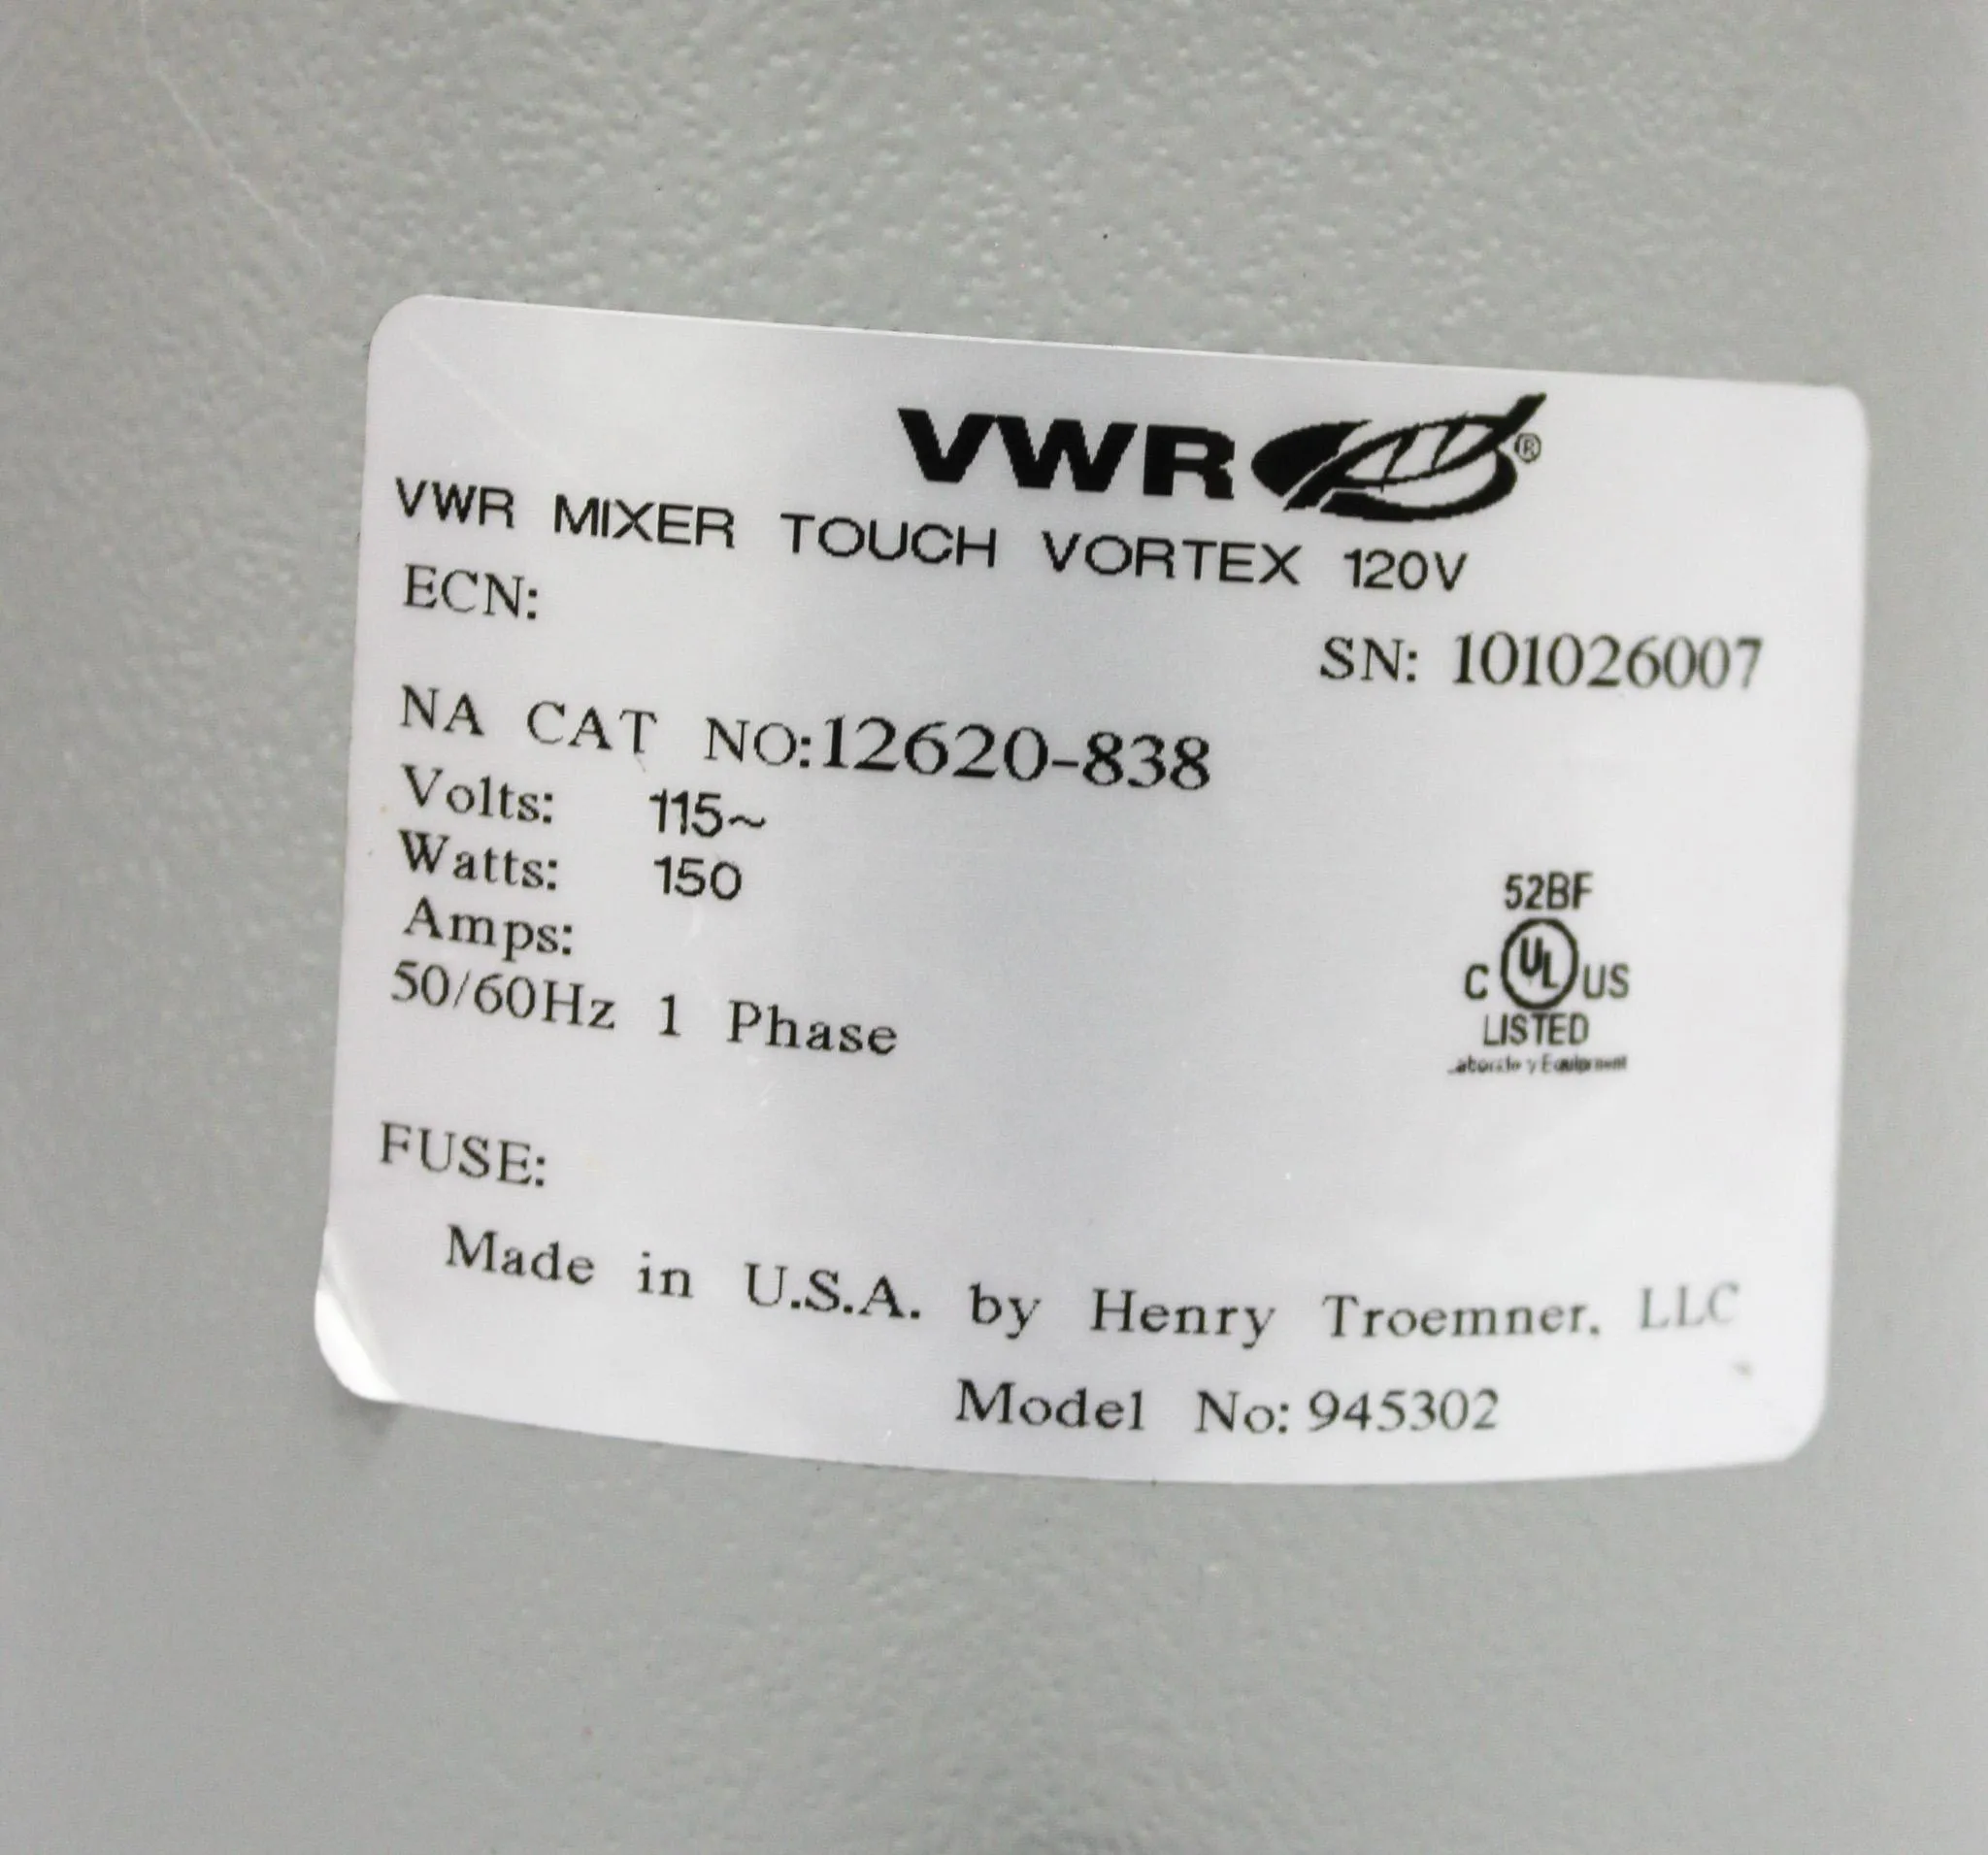 VWR®
VWR MIXER TOUCH VORTEX 120V
ECN:
SN: 101026007
NA CAT NO:12620-838
Volts: 115~
Watts: 150
Amps:
50/60Hz 1 Phase
52BF
C UL US
LISTED
FUSE:
Made in U.S.A. by Henry Troemner, LLC
Model No: 945302